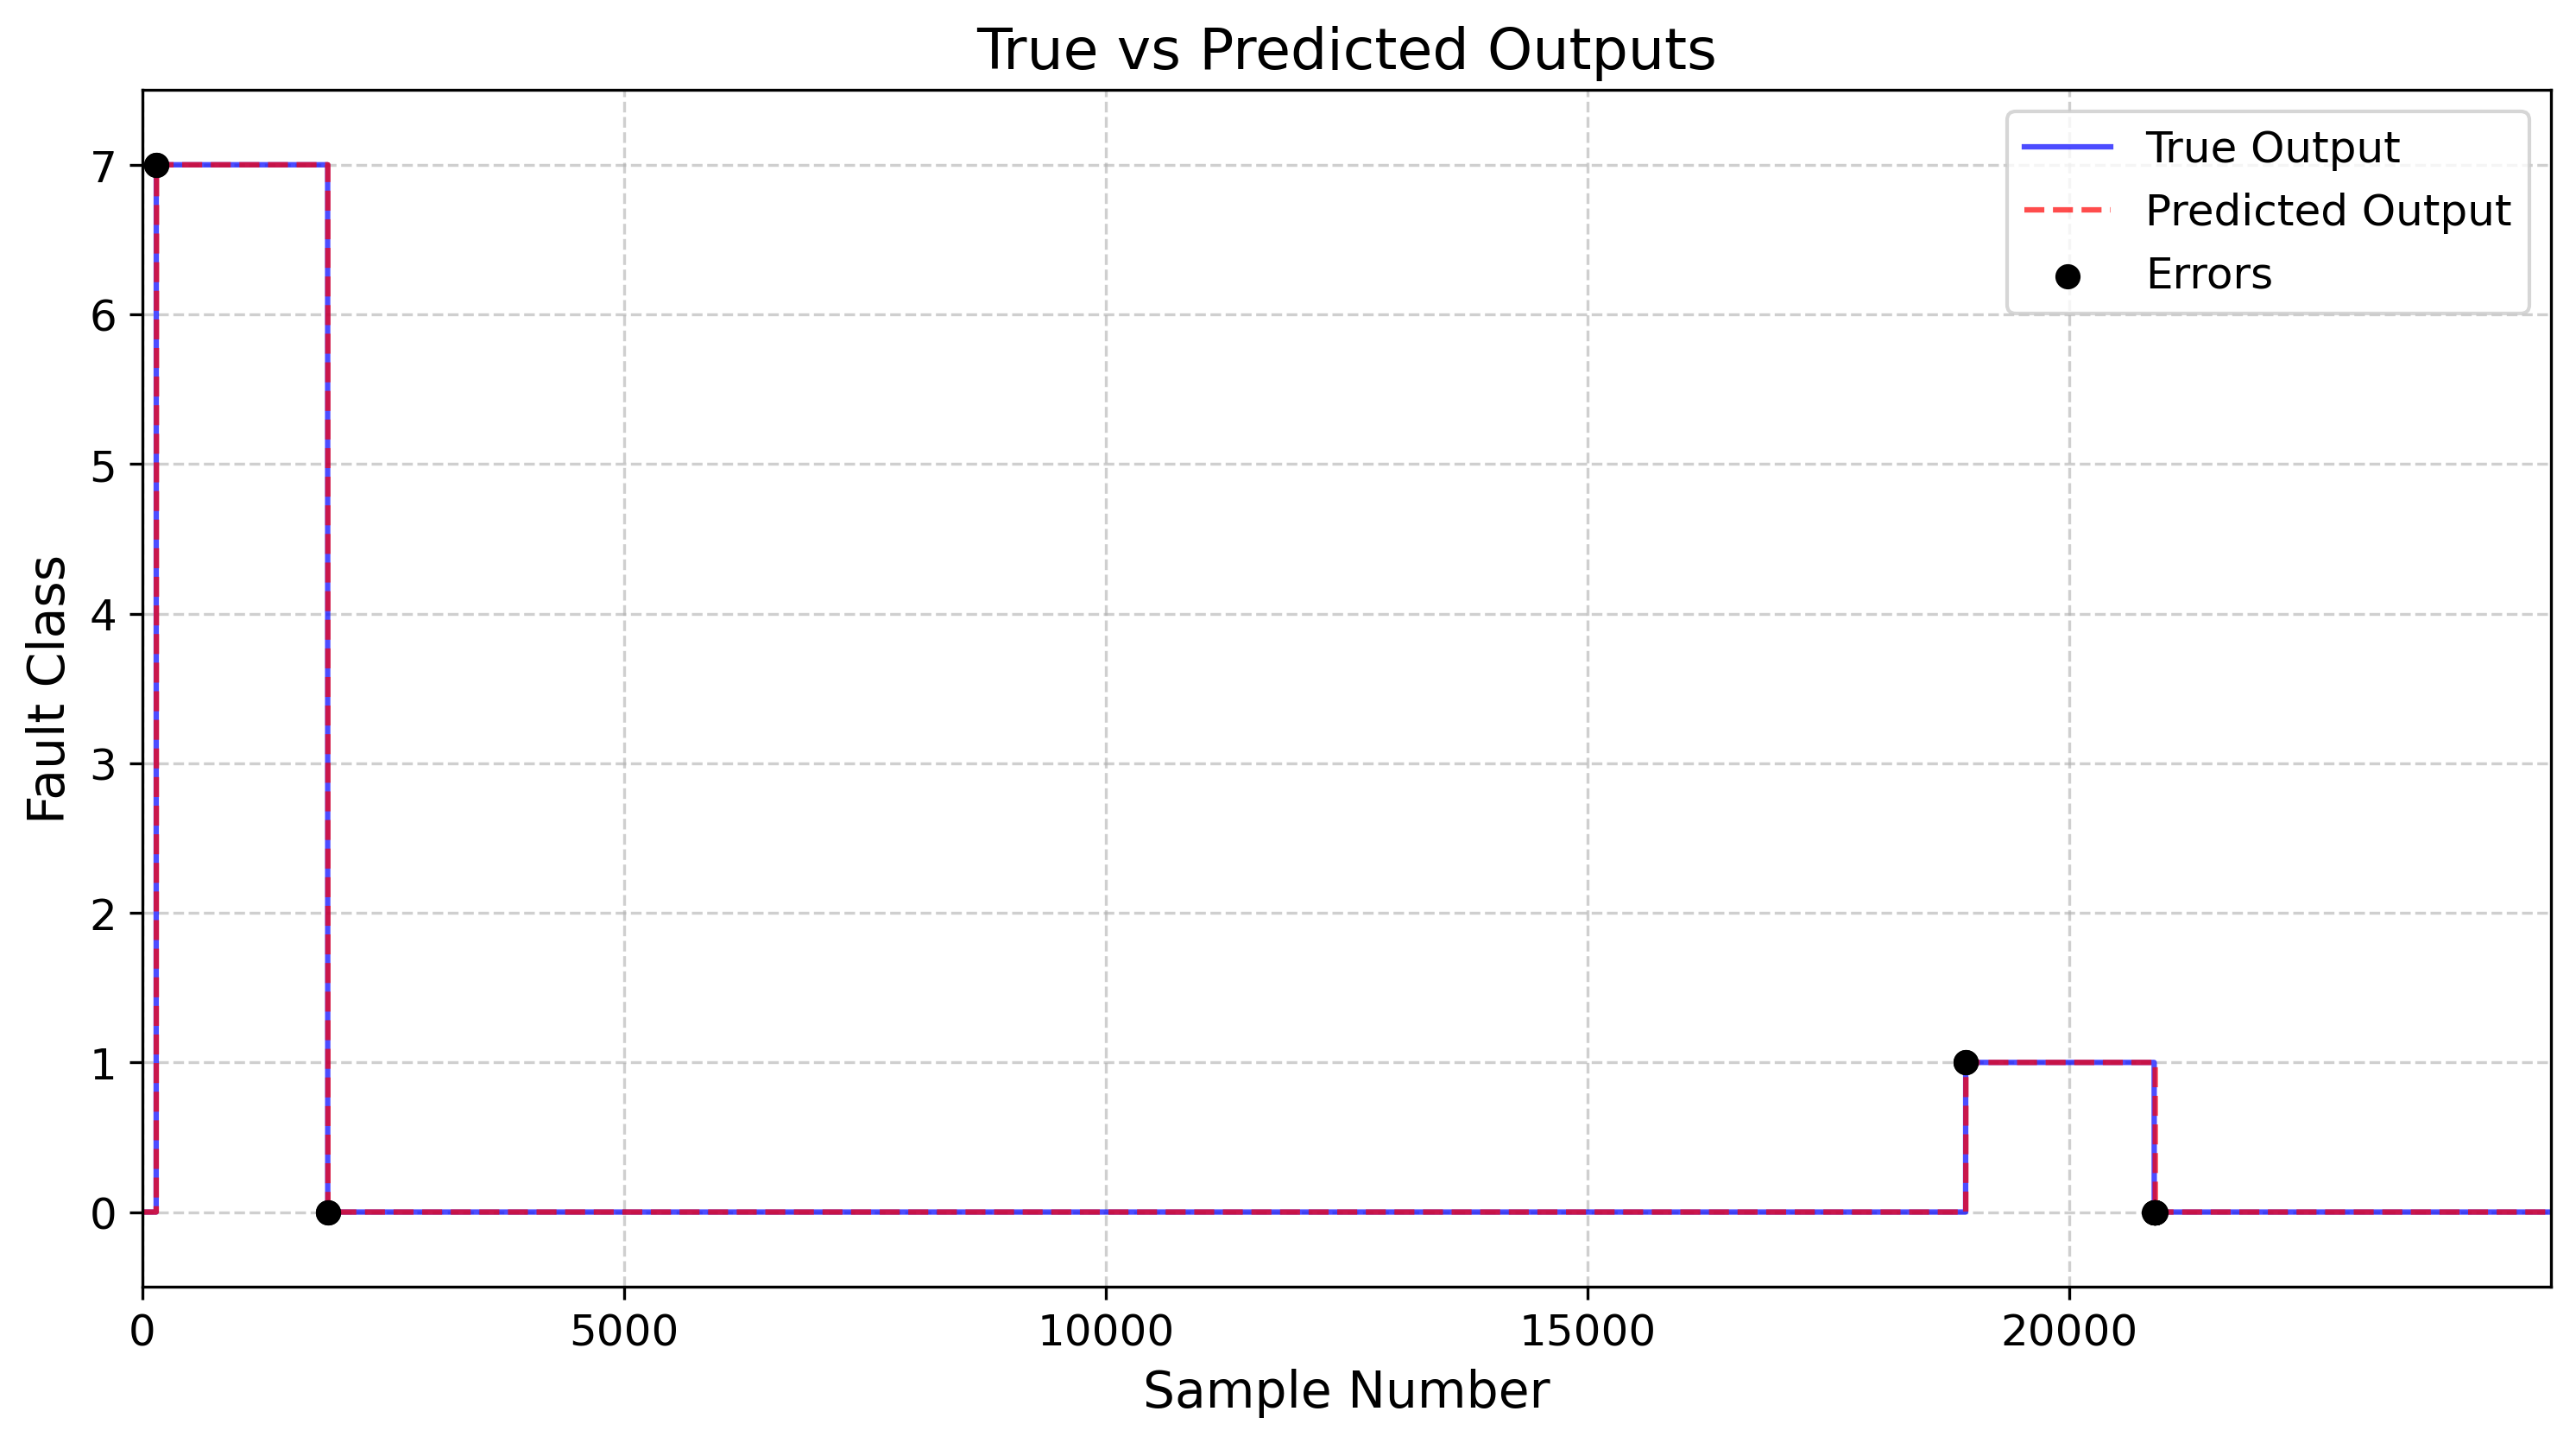 True vs Predicted Outputs
True Output
Predicted Output
Errors
Fault Class
7
6
5
4
3
2
1
0
0 5000 10000 15000 20000
Sample Number